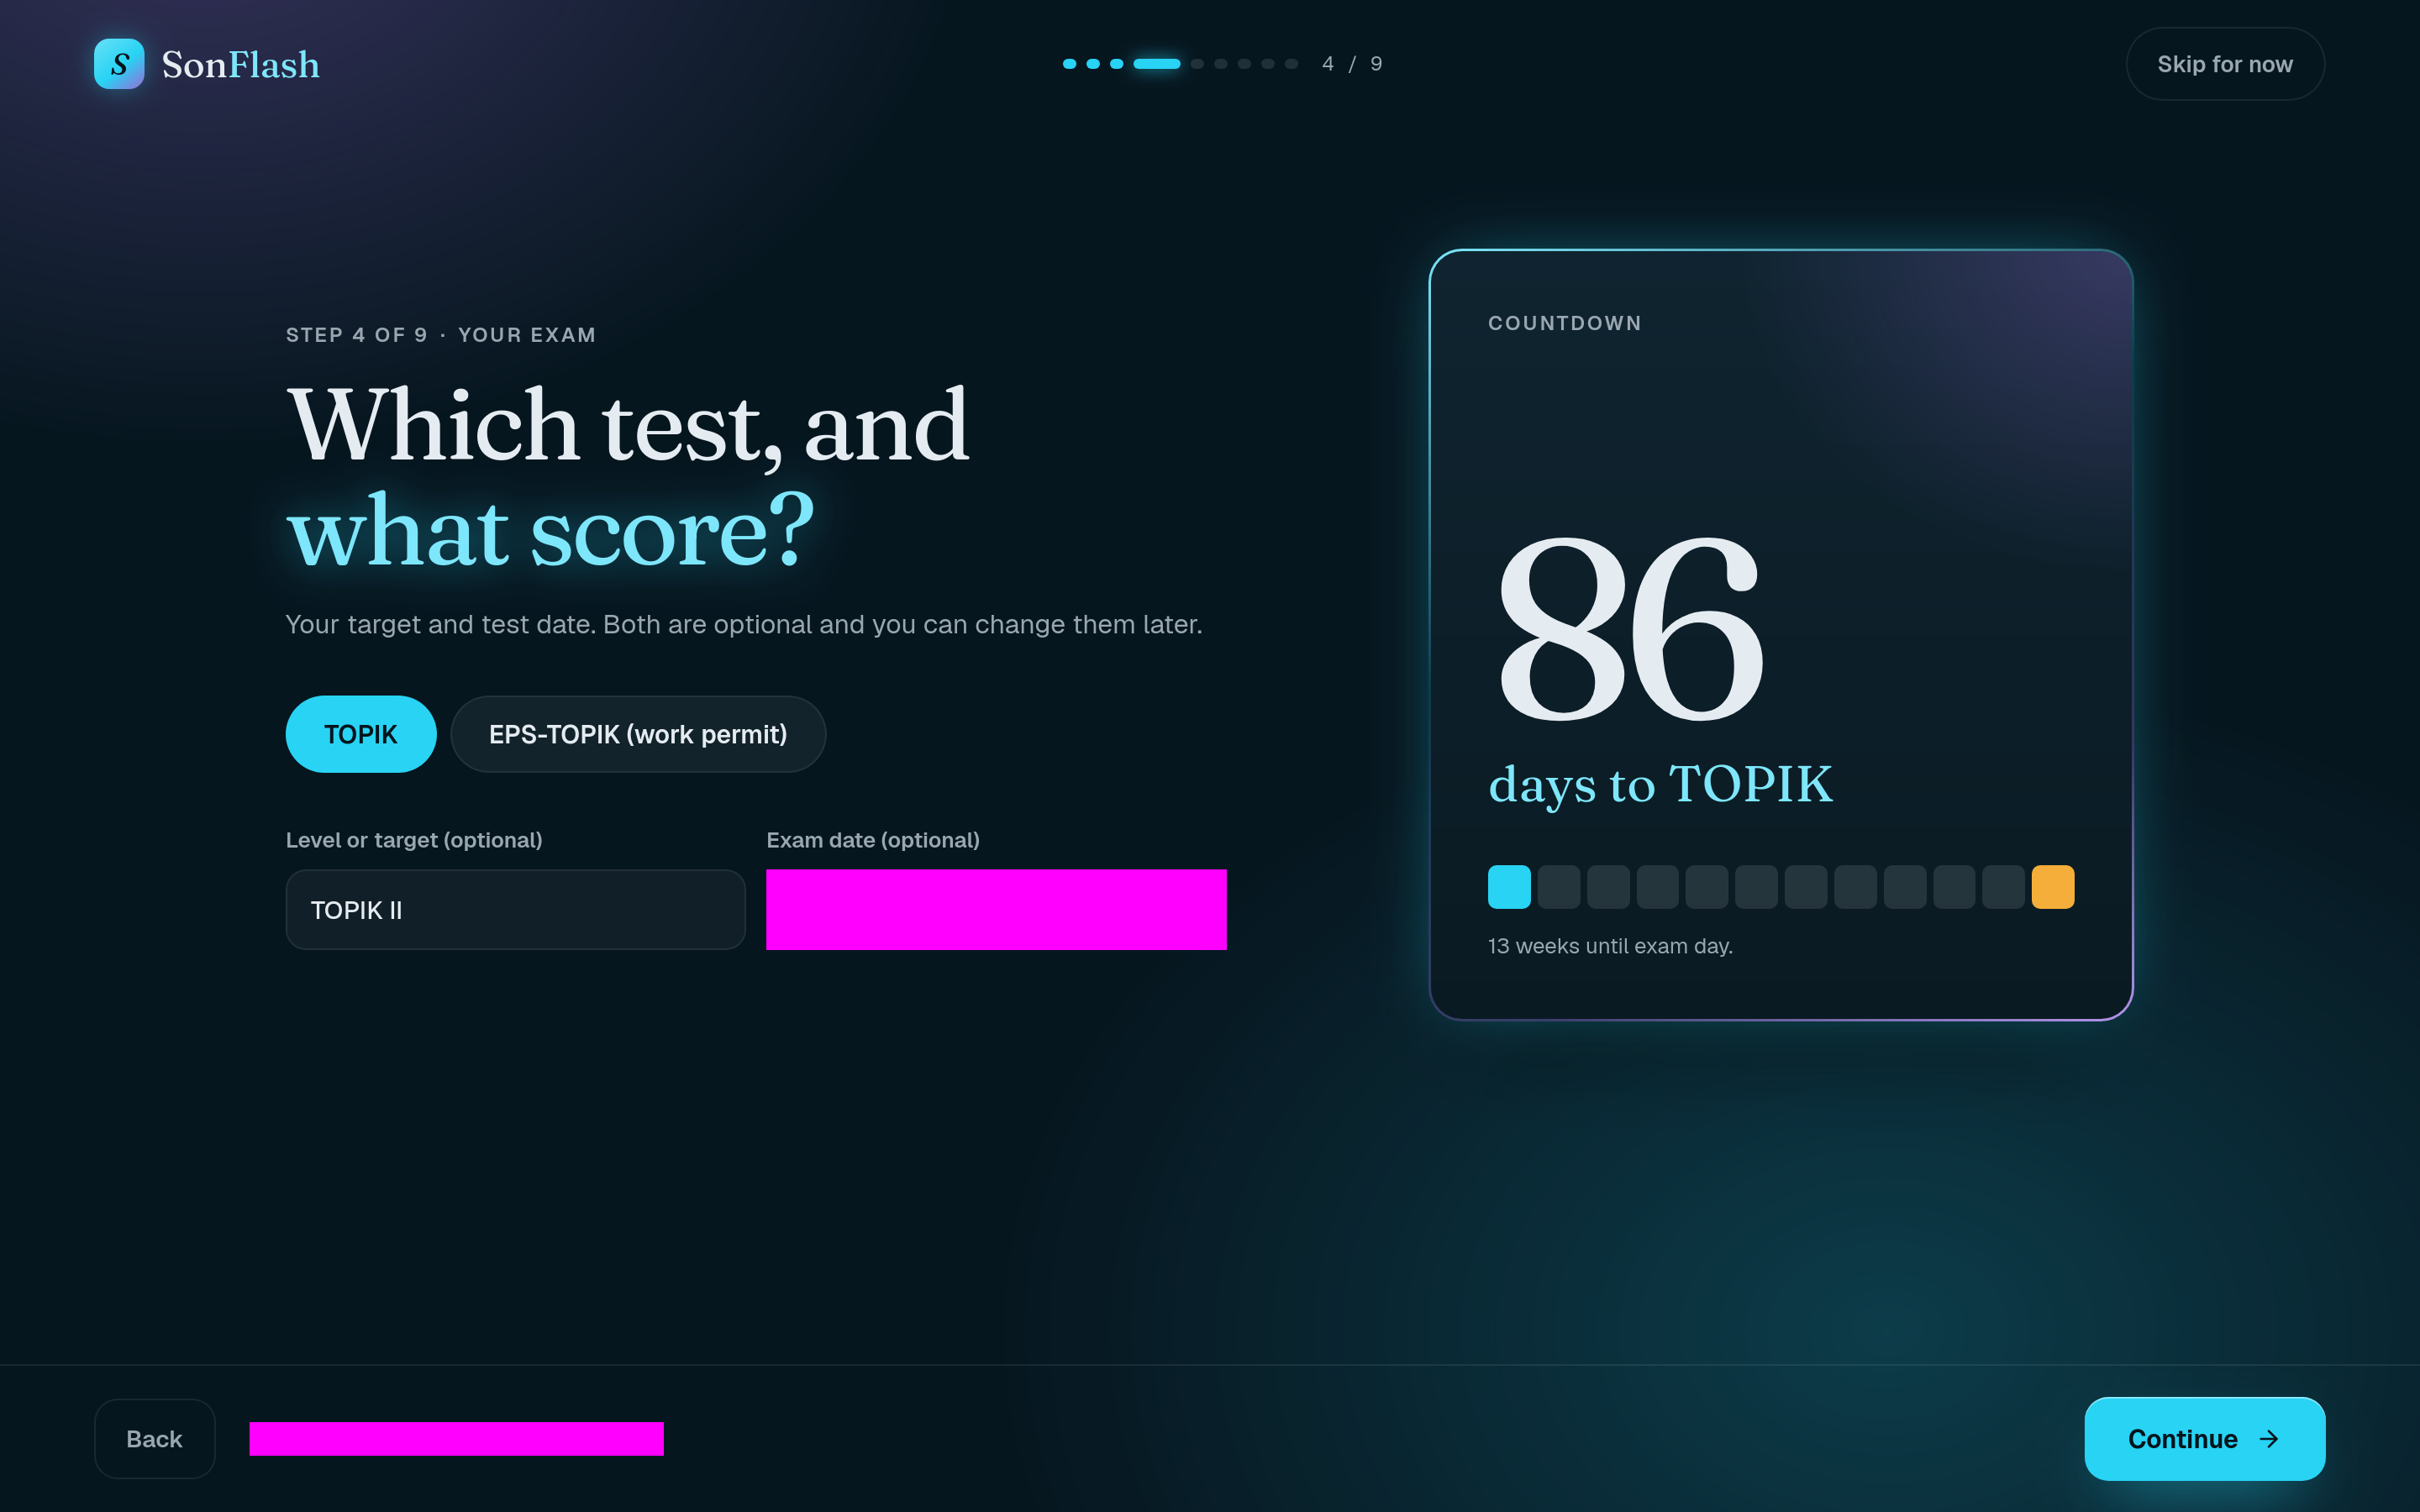 S SonFlash
4 / 9
Skip for now
STEP 4 OF 9 · YOUR EXAM
Which test, and
what score?
Your target and test date. Both are optional and you can change them later.
TOPIK
EPS-TOPIK (work permit)
Level or target (optional)
Exam date (optional)
TOPIK II
COUNTDOWN
86
days to TOPIK
13 weeks until exam day.
Back
Continue →